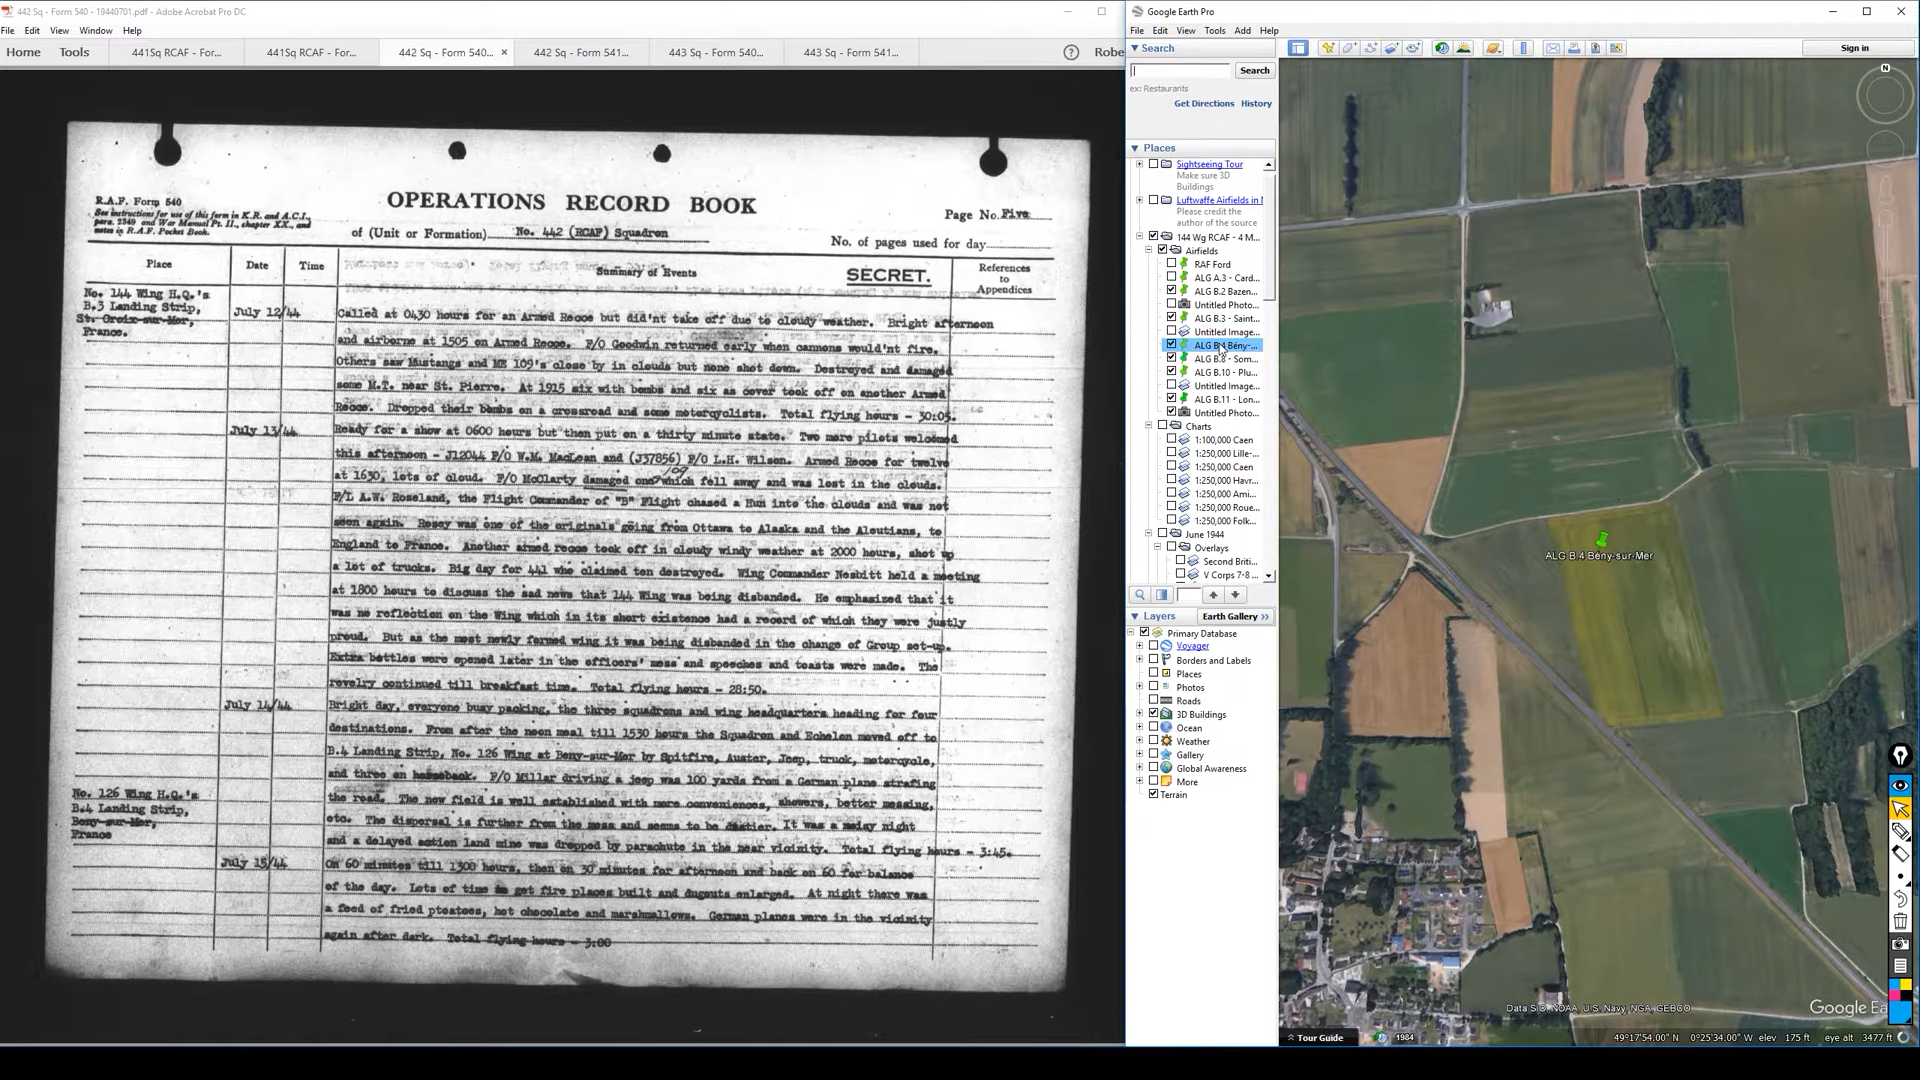 442 Sq - Form 540 - 19440701.pdf - Adobe Acrobat Pro DC
File Edit View Window Help
Home Tools 441Sq RCAF - For... 441Sq RCAF - For... 442 Sq - Form 540... × 442 Sq - Form 541... 443 Sq - Form 540... 443 Sq - Form 541... Robe
R.A.F. Form 540
See instructions for use of this form in K.R. and A.C.I.,
para. 2349 and War Manual Pt. II., chapter XX., and
notes in R.A.F. Pocket Book.
OPERATIONS RECORD BOOK
Page No. Five
of (Unit or Formation) No. 442 (RCAF) Squadron
No. of pages used for day
Place Date Time Summary of Events SECRET. References to Appendices
No. 144 Wing H.Q.'s
B.3 Landing Strip,
St. Croix-sur-Mer,
France.
July 12/44
Called at 0430 hours for an Armed Recce but did'nt take off due to cloudy weather. Bright afternoon
and airborne at 1505 on Armed Recce. F/O Goodwin returned early when cannons would'nt fire.
Others saw Mustangs and ME 109's close by in clouds but none shot down. Destroyed and damaged
some M.T. near St. Pierre. At 1915 six with bombs and six as cover took off on another Armed
Recce. Dropped their bombs on a crossroad and some motorcyclists. Total flying hours - 30:05.
July 13/44
Ready for a show at 0600 hours but then put on a thirty minute state. Two more pilots welcomed
this afternoon - J12044 F/O W.M. MacLean and (J37856) F/O L.H. Wilson. Armed Recce for twelve
at 1630, lots of cloud. F/O McClarty damaged one 109 which fell away and was lost in the clouds.
F/L A.W. Roseland, the Flight Commander of "B" Flight chased a Hun into the clouds and was not
seen again. Rosey was one of the originals going from Ottawa to Alaska and the Aleutians, to
England to France. Another armed recce took off in cloudy windy weather at 2000 hours, shot up
a lot of trucks. Big day for 441 who claimed ten destroyed. Wing Commander Nesbitt held a meeting
at 1800 hours to discuss the sad news that 144 Wing was being disbanded. He emphasized that it
was no reflection on the Wing which in its short existence had a record of which they were justly
proud. But as the most newly formed wing it was being disbanded in the change of Group set-up.
Extra bottles were opened later in the officers' mess and speeches and toasts were made. The
revelry continued till breakfast time. Total flying hours - 28:50.
July 14/44
Bright day, everyone busy packing, the three squadrons and wing headquarters heading for four
destinations. From after the noon meal till 1530 hours the Squadron and Echelon moved off to
B.4 Landing Strip, No. 126 Wing at Beny-sur-Mer by Spitfire, Auster, Jeep, truck, motorcycle,
and three on horseback. F/O Millar driving a jeep was 100 yards from a German plane strafing
the road. The new field is well established with more conveniences, showers, better messing,
etc. The dispersal is further from the mess and seems to be dustier. It was a noisy night
and a delayed action land mine was dropped by parachute in the near vicinity. Total flying hours - 3:45.
No. 126 Wing H.Q.'s
B.4 Landing Strip,
Beny-sur-Mer,
France
July 15/44
On 60 minutes till 1300 hours, then on 30 minutes for afternoon and back on 60 for balance
of the day. Lots of time to get fire places built and dugouts enlarged. At night there was
a feed of fried ptoatoes, hot chocolate and marshmallows. German planes were in the vicinity
again after dark. Total flying hours - 3:00
Google Earth Pro
File Edit View Tools Add Help
Search
Sign in
Search
ex: Restaurants
Get Directions History
Places
Sightseeing Tour
Make sure 3D
Buildings
Luftwaffe Airfields in
Please credit the
author of the source
144 Wg RCAF - 4 M...
Airfields
RAF Ford
ALG A.3 - Card...
ALG B.2 Bazen...
Untitled Photo...
ALG B.3 - Saint...
Untitled Image...
ALG B.4 Bény-...
ALG B.8 - Som...
ALG B.10 - Plu...
Untitled Image...
ALG B.11 - Lon...
Untitled Photo...
Charts
1:100,000 Caen
1:250,000 Lille-...
1:250,000 Caen
1:250,000 Havr...
1:250,000 Ami...
1:250,000 Roue...
1:250,000 Folk...
June 1944
Overlays
Second Briti...
V Corps 7-8 ...
Layers Earth Gallery >>
Primary Database
Voyager
Borders and Labels
Places
Photos
Roads
3D Buildings
Ocean
Weather
Gallery
Global Awareness
More
Terrain
N
ALG B.4 Bény-sur-Mer
Data SIO, NOAA, U.S. Navy, NGA, GEBCO
Google Ea
Tour Guide 1984 49°17'54.00" N 0°25'34.00" W elev 175 ft eye alt 3477 ft